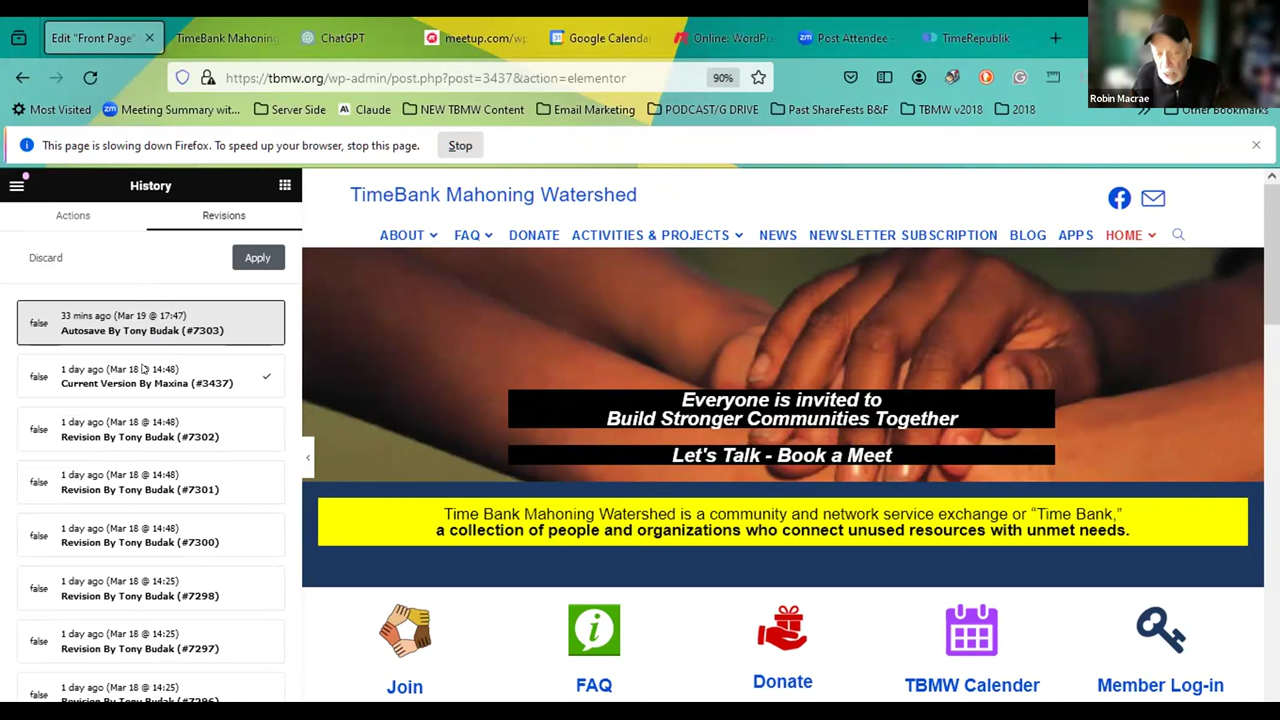 Edit "Front Page"
TimeBank Mahoning
ChatGPT
meetup.com/wp
Google Calenda
Online: WordPre
Post Attendee -
TimeRepublik
https://tbmw.org/wp-admin/post.php?post=3437&action=elementor
90%
Robin Macrae
Most Visited
Meeting Summary wit...
Server Side
Claude
NEW TBMW Content
Email Marketing
PODCAST/G DRIVE
Past ShareFests B&F
TBMW v2018
2018
Other Bookmarks
This page is slowing down Firefox. To speed up your browser, stop this page.
Stop
History
Actions
Revisions
Discard
Apply
false
33 mins ago (Mar 19 @ 17:47)
Autosave By Tony Budak (#7303)
false
1 day ago (Mar 18 @ 14:48)
Current Version By Maxina (#3437)
false
1 day ago (Mar 18 @ 14:48)
Revision By Tony Budak (#7302)
false
1 day ago (Mar 18 @ 14:48)
Revision By Tony Budak (#7301)
false
1 day ago (Mar 18 @ 14:48)
Revision By Tony Budak (#7300)
false
1 day ago (Mar 18 @ 14:25)
Revision By Tony Budak (#7298)
false
1 day ago (Mar 18 @ 14:25)
Revision By Tony Budak (#7297)
false
1 day ago (Mar 18 @ 14:25)
Revision By Tony Budak (#7296)
TimeBank Mahoning Watershed
ABOUT
FAQ
DONATE
ACTIVITIES & PROJECTS
NEWS
NEWSLETTER SUBSCRIPTION
BLOG
APPS
HOME
Everyone is invited to
Build Stronger Communities Together
Let's Talk - Book a Meet
Time Bank Mahoning Watershed is a community and network service exchange or “Time Bank,”
a collection of people and organizations who connect unused resources with unmet needs.
Join
FAQ
Donate
TBMW Calender
Member Log-in